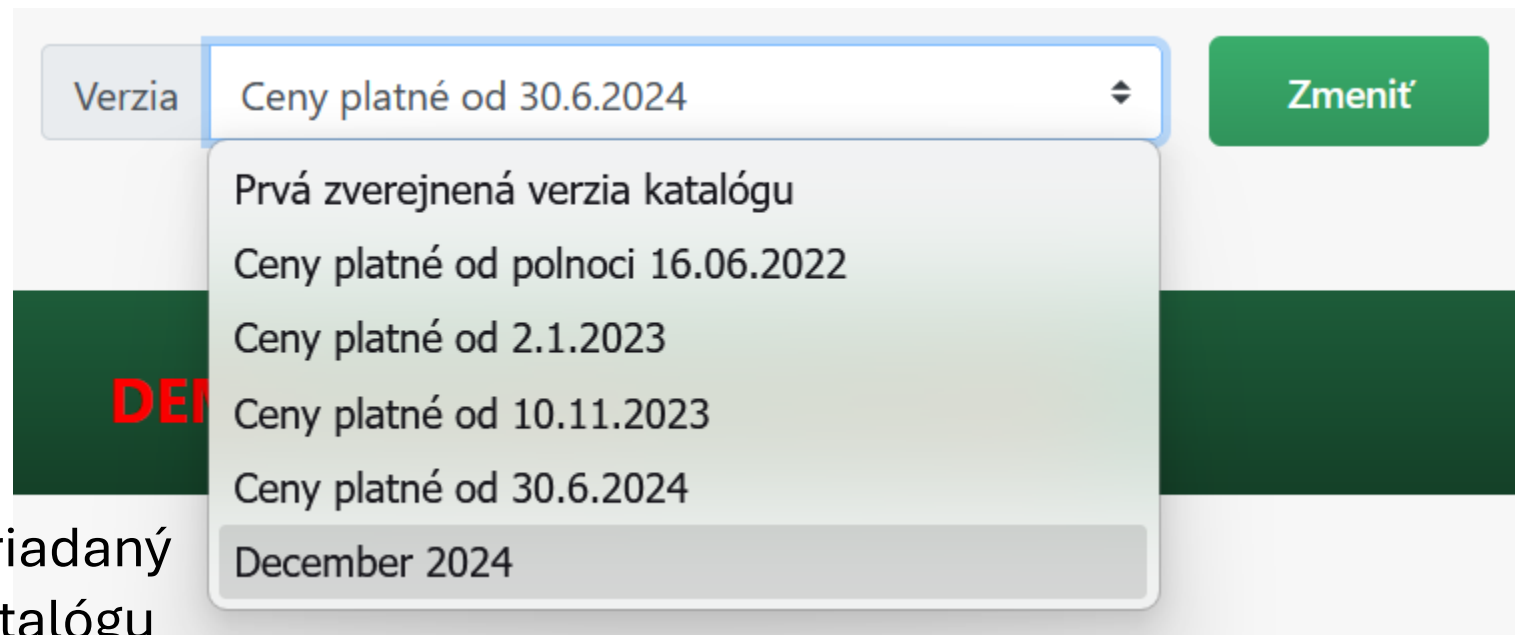 Verzia
Ceny platné od 30.6.2024
Zmeniť
Prvá zverejnená verzia katalógu
Ceny platné od polnoci 16.06.2022
Ceny platné od 2.1.2023
Ceny platné od 10.11.2023
Ceny platné od 30.6.2024
December 2024